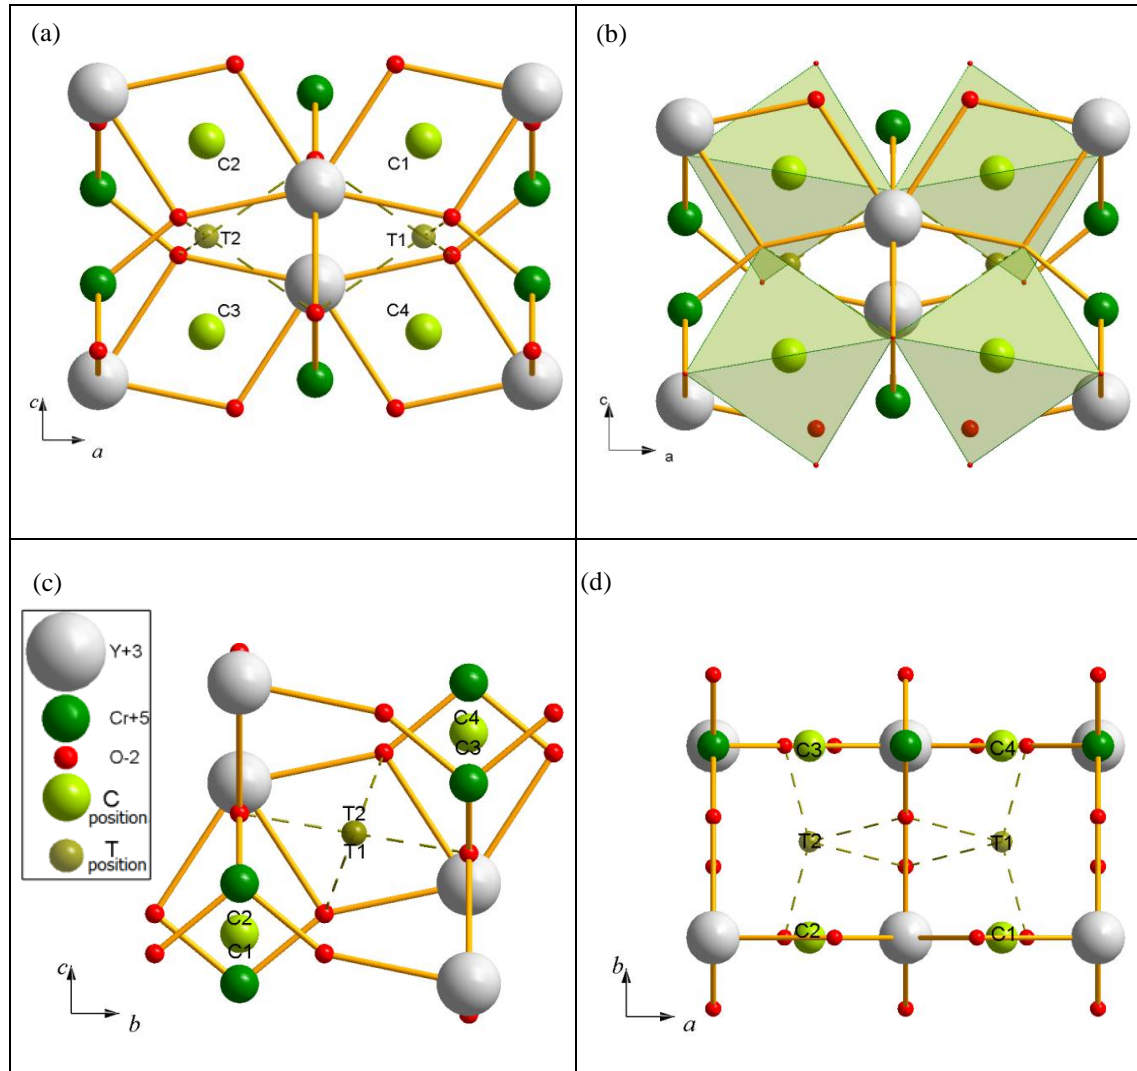 (a)
C2
C1
T2
T1
C3
C4
c
a
(b)
c
a
(c)
Y+3
Cr+5
O-2
C
position
T
position
C4
C3
T2
T1
C2
C1
c
b
(d)
C3
C4
T2
T1
C2
C1
b
a